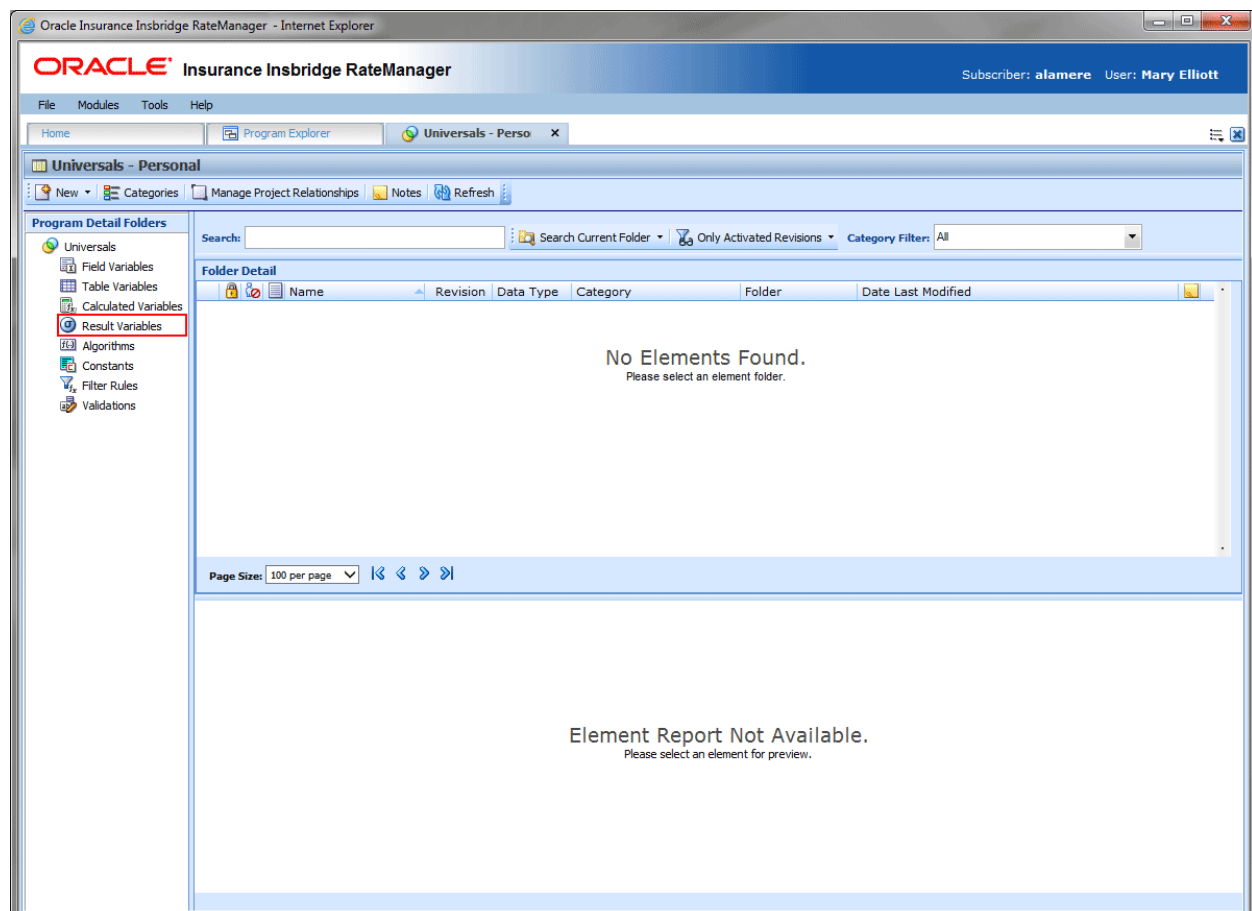 Oracle Insurance Insbridge RateManager - Internet Explorer
ORACLE Insurance Insbridge RateManager
Subscriber: alamere User: Mary Elliott
File Modules Tools Help
Home Program Explorer Universals - Perso
Universals - Personal
New Categories Manage Project Relationships Notes Refresh
Program Detail Folders
Universals
Field Variables
Table Variables
Calculated Variables
Result Variables
Algorithms
Constants
Filter Rules
Validations
Search: Search Current Folder Only Activated Revisions Category Filter: All
Folder Detail
Name Revision Data Type Category Folder Date Last Modified
No Elements Found.
Please select an element folder.
Page Size: 100 per page
Element Report Not Available.
Please select an element for preview.